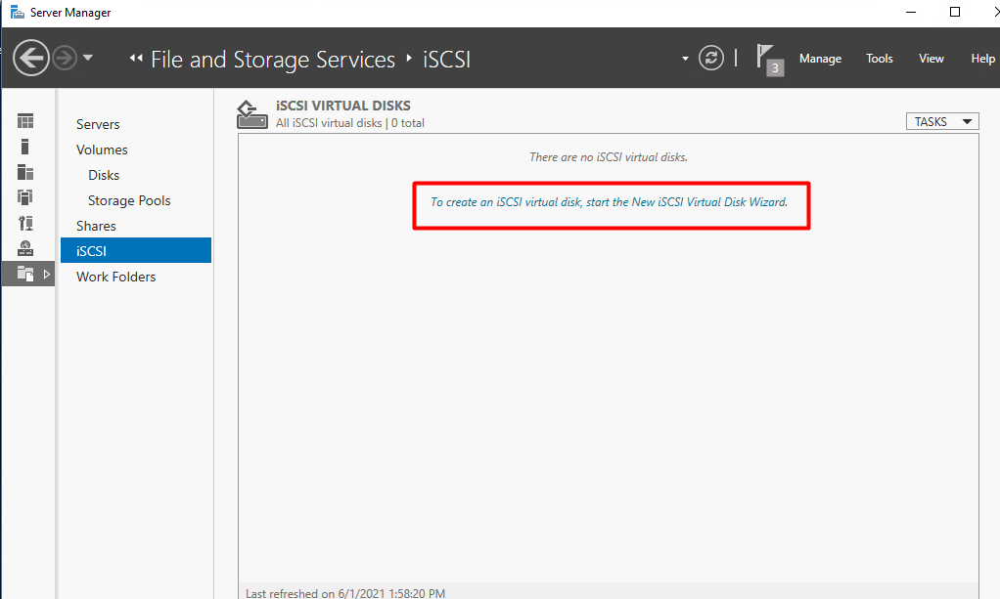 Server Manager
File and Storage Services iSCSI
3
Manage Tools View Help
Servers
Volumes
Disks
Storage Pools
Shares
iSCSI
Work Folders
iSCSI VIRTUAL DISKS
All iSCSI virtual disks | 0 total
TASKS
There are no iSCSI virtual disks.
To create an iSCSI virtual disk, start the New iSCSI Virtual Disk Wizard.
Last refreshed on 6/1/2021 1:58:20 PM